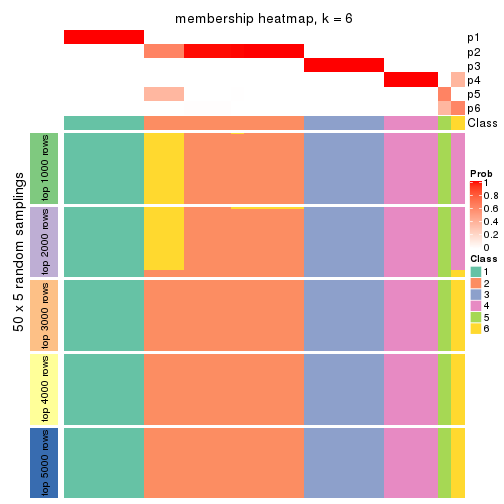 membership heatmap, k = 6
p1
p2
p3
p4
p5
p6
Class
50 x 5 random samplings
top 1000 rows
top 2000 rows
top 3000 rows
top 4000 rows
top 5000 rows
Prob
1
0.8
0.6
0.4
0.2
0
Class
1
2
3
4
5
6